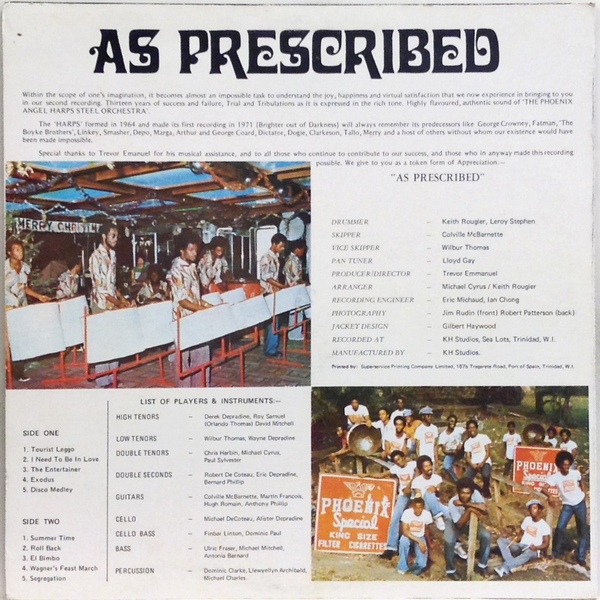 AS PRESCRIBED
Within the scope of one's imagination, it becomes almost an impossible task to understand the joy, happiness and virtual satisfaction that we now experience in bringing to you
in our second recording. Thirteen years of success and failure, Trial and Tribulations as it is expressed in the rich tone. Highly flavoured, authentic sound of 'THE PHOENIX
ANGEL HARPS STEEL ORCHESTRA'.
The 'HARPS' formed in 1964 and made its first recording in 1971 (Brighter out of Darkness) will always remember its predecessors like George Crowney, Fatman, 'The
Boyke Brothers', Linkey, Smasher, Depo, Marga, Arthur and George Coard, Dictator, Dogie, Clarkeson, Tallo, Merry and a host of others without whom our existence would have
been made impossible.
Special thanks to Trevor Emanuel for his musical assistance, and to all those who continue to contribute to our success, and those who in anyway made this recording
possible. We give to you as a token form of Appreciation:—
"AS PRESCRIBED"
MERRY CHRISTM
DRUMMER – Keith Rougier, Leroy Stephen
SKIPPER – Colville McBarnette
VICE SKIPPER – Wilbur Thomas
PAN TUNER – Lloyd Gay
PRODUCER/DIRECTOR – Trevor Emmanuel
ARRANGER – Michael Cyrus / Keith Rougier
RECORDING ENGINEER – Eric Michaud, Ian Chong
PHOTOGRAPHY – Jim Rudin (front) Robert Patterson (back)
JACKET DESIGN – Gilbert Haywood
RECORDED AT – KH Studios, Sea Lots, Trinidad, W.I.
MANUFACTURED BY – KH Studios.
Printed by: Superservice Printing Company Limited, 187b Tragarete Road, Port of Spain, Trinidad, W.I.
SIDE ONE
1. Tourist Leggo
2. I Need To Be In Love
3. The Entertainer
4. Exodus
5. Disco Medley
SIDE TWO
1. Summer Time
2. Roll Back
3. El Bimbo
4. Wagner's Feast March
5. Segregation
LIST OF PLAYERS & INSTRUMENTS:—
HIGH TENORS – Derek Depradine, Roy Samuel
(Orlando Thomas) David Mitchell
LOW TENORS – Wilbur Thomas, Wayne Depradine
DOUBLE TENORS – Chris Harbin, Michael Cyrus,
Paul Sylvester
DOUBLE SECONDS – Robert De Coteau, Eric Depradine,
Bernard Phillip
GUITARS – Colville McBarnette, Martin Francois,
Hugh Romain, Anthony Phillip
CELLO – Michael DeCoteau, Alister Depradine
CELLO BASS – Finbar Linton, Dominic Paul
BASS – Ulric Fraser, Michael Mitchell,
Antonia Bernard
PERCUSSION – Dominic Clarke, Llewyellyn Archibald,
Michael Charles
PHOENIX
Special
KING SIZE
FILTER CIGARETTES
PHOENIX
Special
KING SIZE